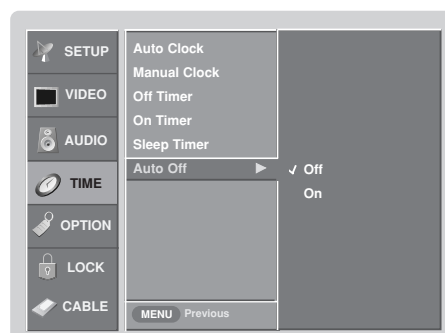 SETUP
VIDEO
AUDIO
TIME
OPTION
LOCK
CABLE
Auto Clock
Manual Clock
Off Timer
On Timer
Sleep Timer
Auto Off
MENU Previous
Off
On